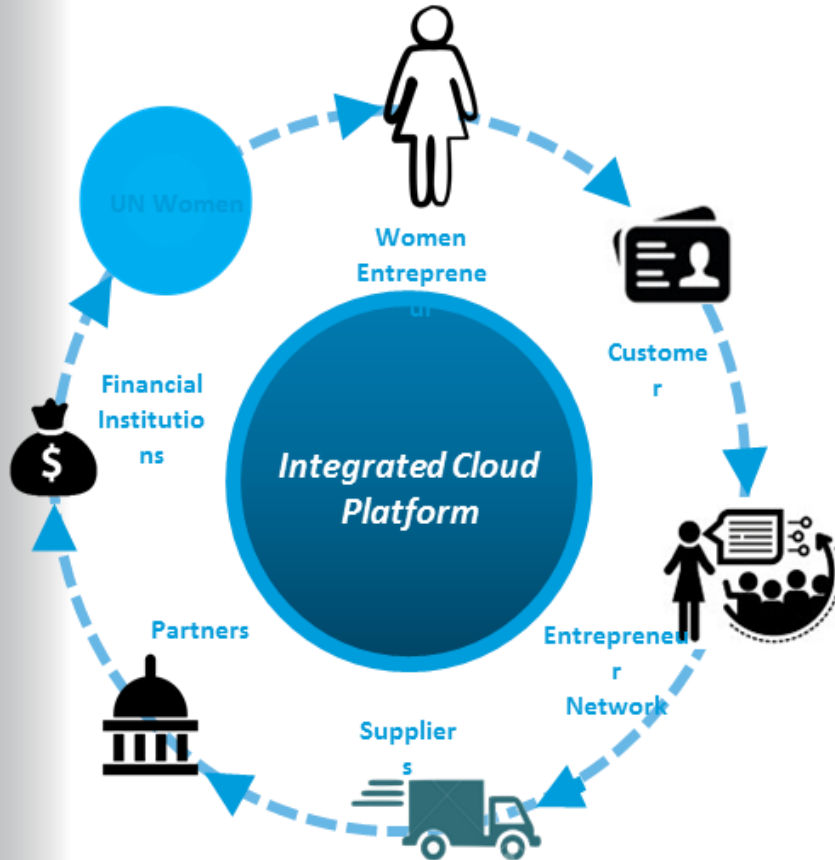 UN Women
Women
Entreprene
ur
Custome
r
Financial
Institutio
ns
$
Integrated Cloud
Platform
Partners
Entrepreneu
r
Network
Supplier
s